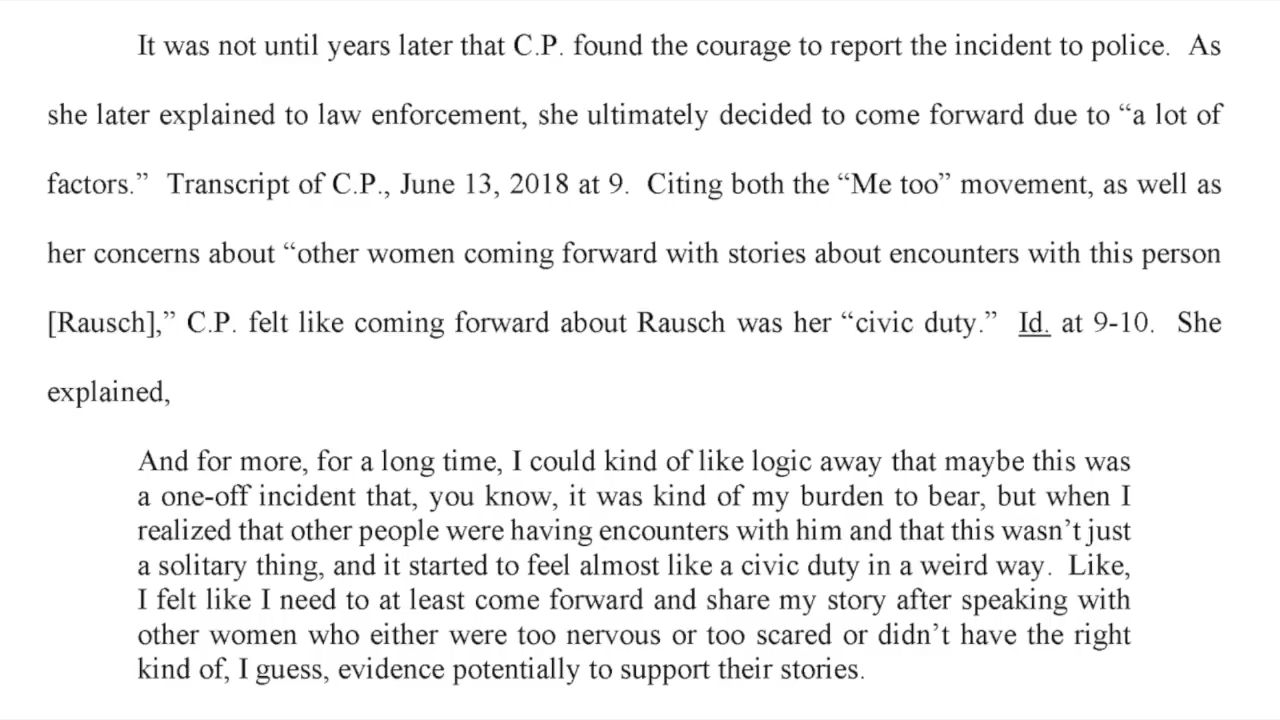 It was not until years later that C.P. found the courage to report the incident to police.  As
she later explained to law enforcement, she ultimately decided to come forward due to “a lot of
factors.”  Transcript of C.P., June 13, 2018 at 9.  Citing both the “Me too” movement, as well as
her concerns about “other women coming forward with stories about encounters with this person
[Rausch],” C.P. felt like coming forward about Rausch was her “civic duty.”  Id. at 9-10.  She
explained,
And for more, for a long time, I could kind of like logic away that maybe this was
a one-off incident that, you know, it was kind of my burden to bear, but when I
realized that other people were having encounters with him and that this wasn’t just
a solitary thing, and it started to feel almost like a civic duty in a weird way.  Like,
I felt like I need to at least come forward and share my story after speaking with
other women who either were too nervous or too scared or didn’t have the right
kind of, I guess, evidence potentially to support their stories.